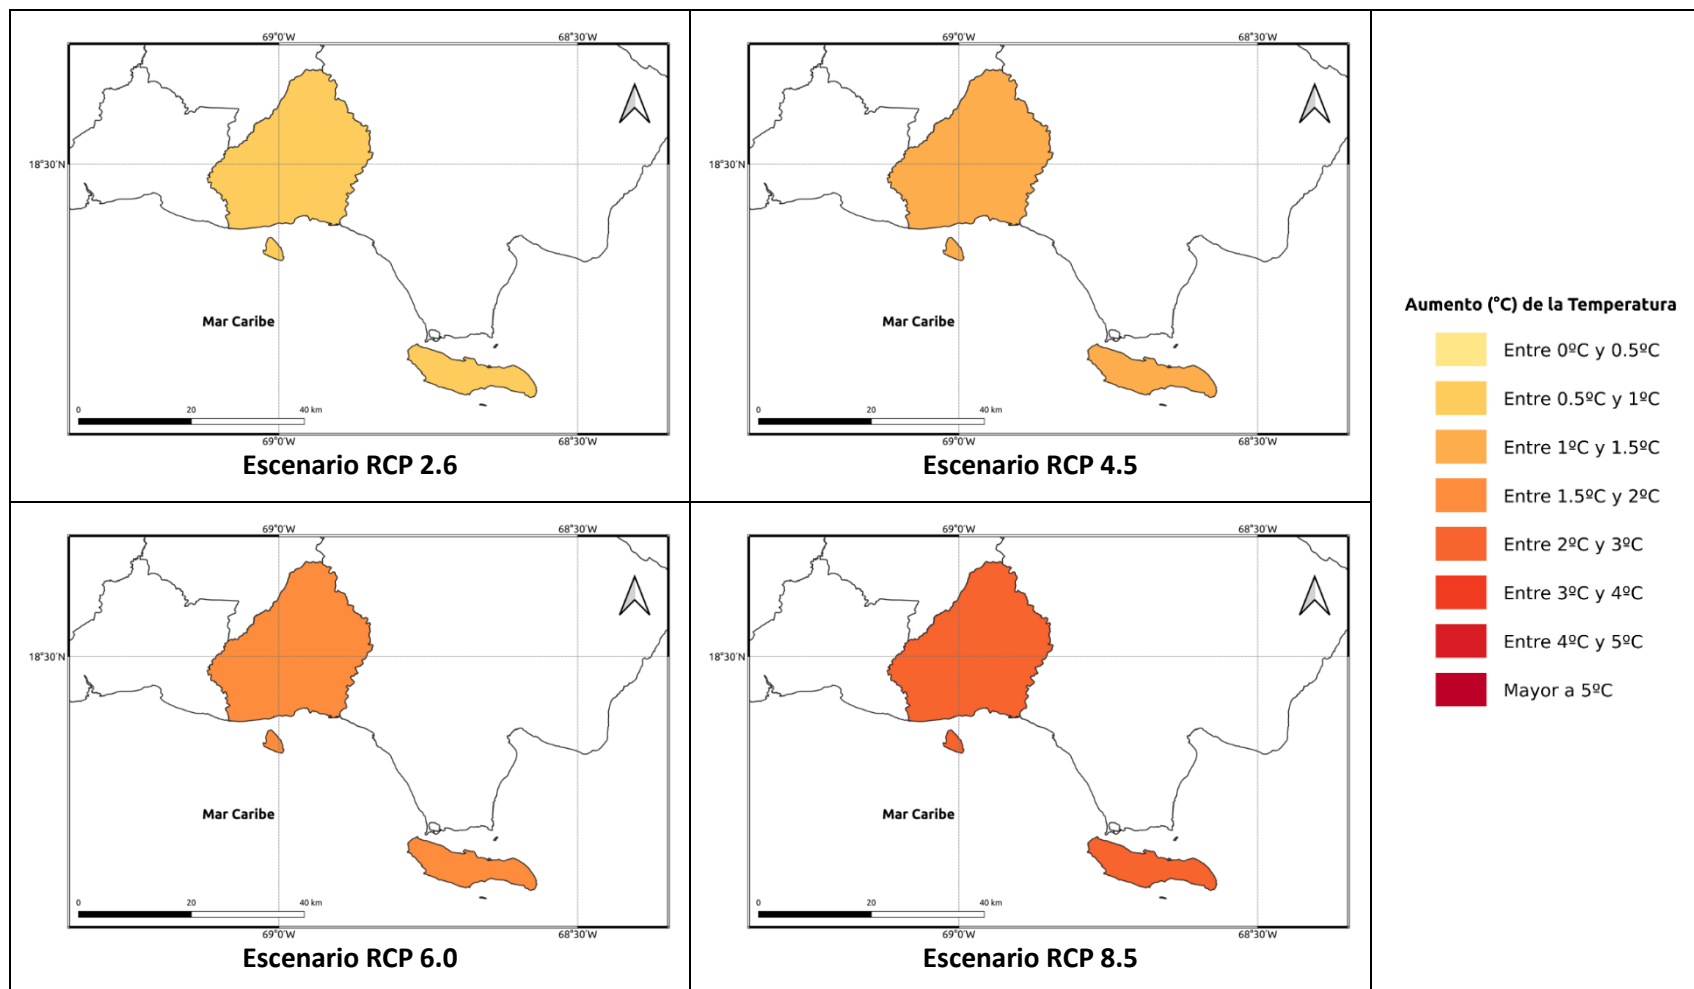 69°0'W 68°30'W
18°30'N
Mar Caribe
0 20 40 km
69°0'W 68°30'W
Escenario RCP 2.6
69°0'W 68°30'W
18°30'N
Mar Caribe
0 20 40 km
69°0'W 68°30'W
Escenario RCP 4.5
69°0'W 68°30'W
18°30'N
Mar Caribe
0 20 40 km
69°0'W 68°30'W
Escenario RCP 6.0
69°0'W 68°30'W
18°30'N
Mar Caribe
0 20 40 km
69°0'W 68°30'W
Escenario RCP 8.5
Aumento (°C) de la Temperatura
Entre 0ºC y 0.5ºC
Entre 0.5ºC y 1ºC
Entre 1ºC y 1.5ºC
Entre 1.5ºC y 2ºC
Entre 2ºC y 3ºC
Entre 3ºC y 4ºC
Entre 4ºC y 5ºC
Mayor a 5ºC